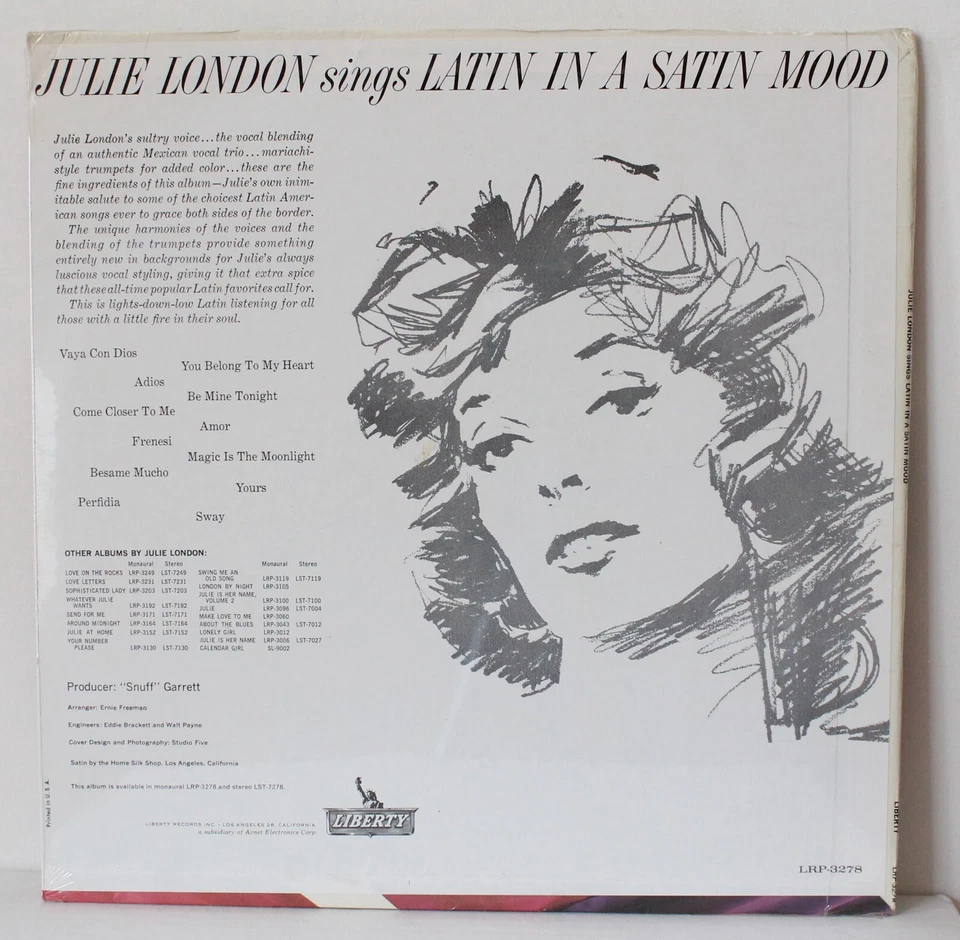 JULIE LONDON sings LATIN IN A SATIN MOOD
Julie London's sultry voice...the vocal blending
of an authentic Mexican vocal trio...mariachi-
style trumpets for added color...these are the
fine ingredients of this album—Julie's own inim-
itable salute to some of the choicest Latin Amer-
ican songs ever to grace both sides of the border.
The unique harmonies of the voices and the
blending of the trumpets provide something
entirely new in backgrounds for Julie's always
luscious vocal styling, giving it that extra spice
that these all-time popular Latin favorites call for.
This is lights-down-low Latin listening for all
those with a little fire in their soul.
Vaya Con Dios
You Belong To My Heart
Adios
Be Mine Tonight
Come Closer To Me
Amor
Frenesi
Magic Is The Moonlight
Besame Mucho
Yours
Perfidia
Sway
OTHER ALBUMS BY JULIE LONDON:
Monaural Stereo
LOVE ON THE ROCKS LRP-3249 LST-7249
LOVE LETTERS LRP-3231 LST-7231
SOPHISTICATED LADY LRP-3203 LST-7203
WHATEVER JULIE
WANTS LRP-3192 LST-7192
SEND FOR ME LRP-3171 LST-7171
AROUND MIDNIGHT LRP-3164 LST-7164
JULIE AT HOME LRP-3152 LST-7152
YOUR NUMBER
PLEASE LRP-3130 LST-7130
Monaural Stereo
SWING ME AN
OLD SONG LRP-3119 LST-7119
LONDON BY NIGHT LRP-3105
JULIE IS HER NAME,
VOLUME 2 LRP-3100 LST-7100
JULIE LRP-3096 LST-7004
MAKE LOVE TO ME LRP-3060
ABOUT THE BLUES LRP-3043 LST-7012
LONELY GIRL LRP-3012
JULIE IS HER NAME LRP-3006 LST-7027
CALENDAR GIRL SL-9002
Producer: "Snuff" Garrett
Arranger: Ernie Freeman
Engineers: Eddie Brackett and Walt Payne
Cover Design and Photography: Studio Five
Satin by the Home Silk Shop, Los Angeles, California
This album is available in monaural LRP-3278 and stereo LST-7278.
Printed in U.S.A.
LIBERTY RECORDS INC. • LOS ANGELES 28, CALIFORNIA
a subsidiary of Avnet Electronics Corp.
LIBERTY
LRP-3278
JULIE LONDON SINGS LATIN IN A SATIN MOOD
LIBERTY
LRP-3278